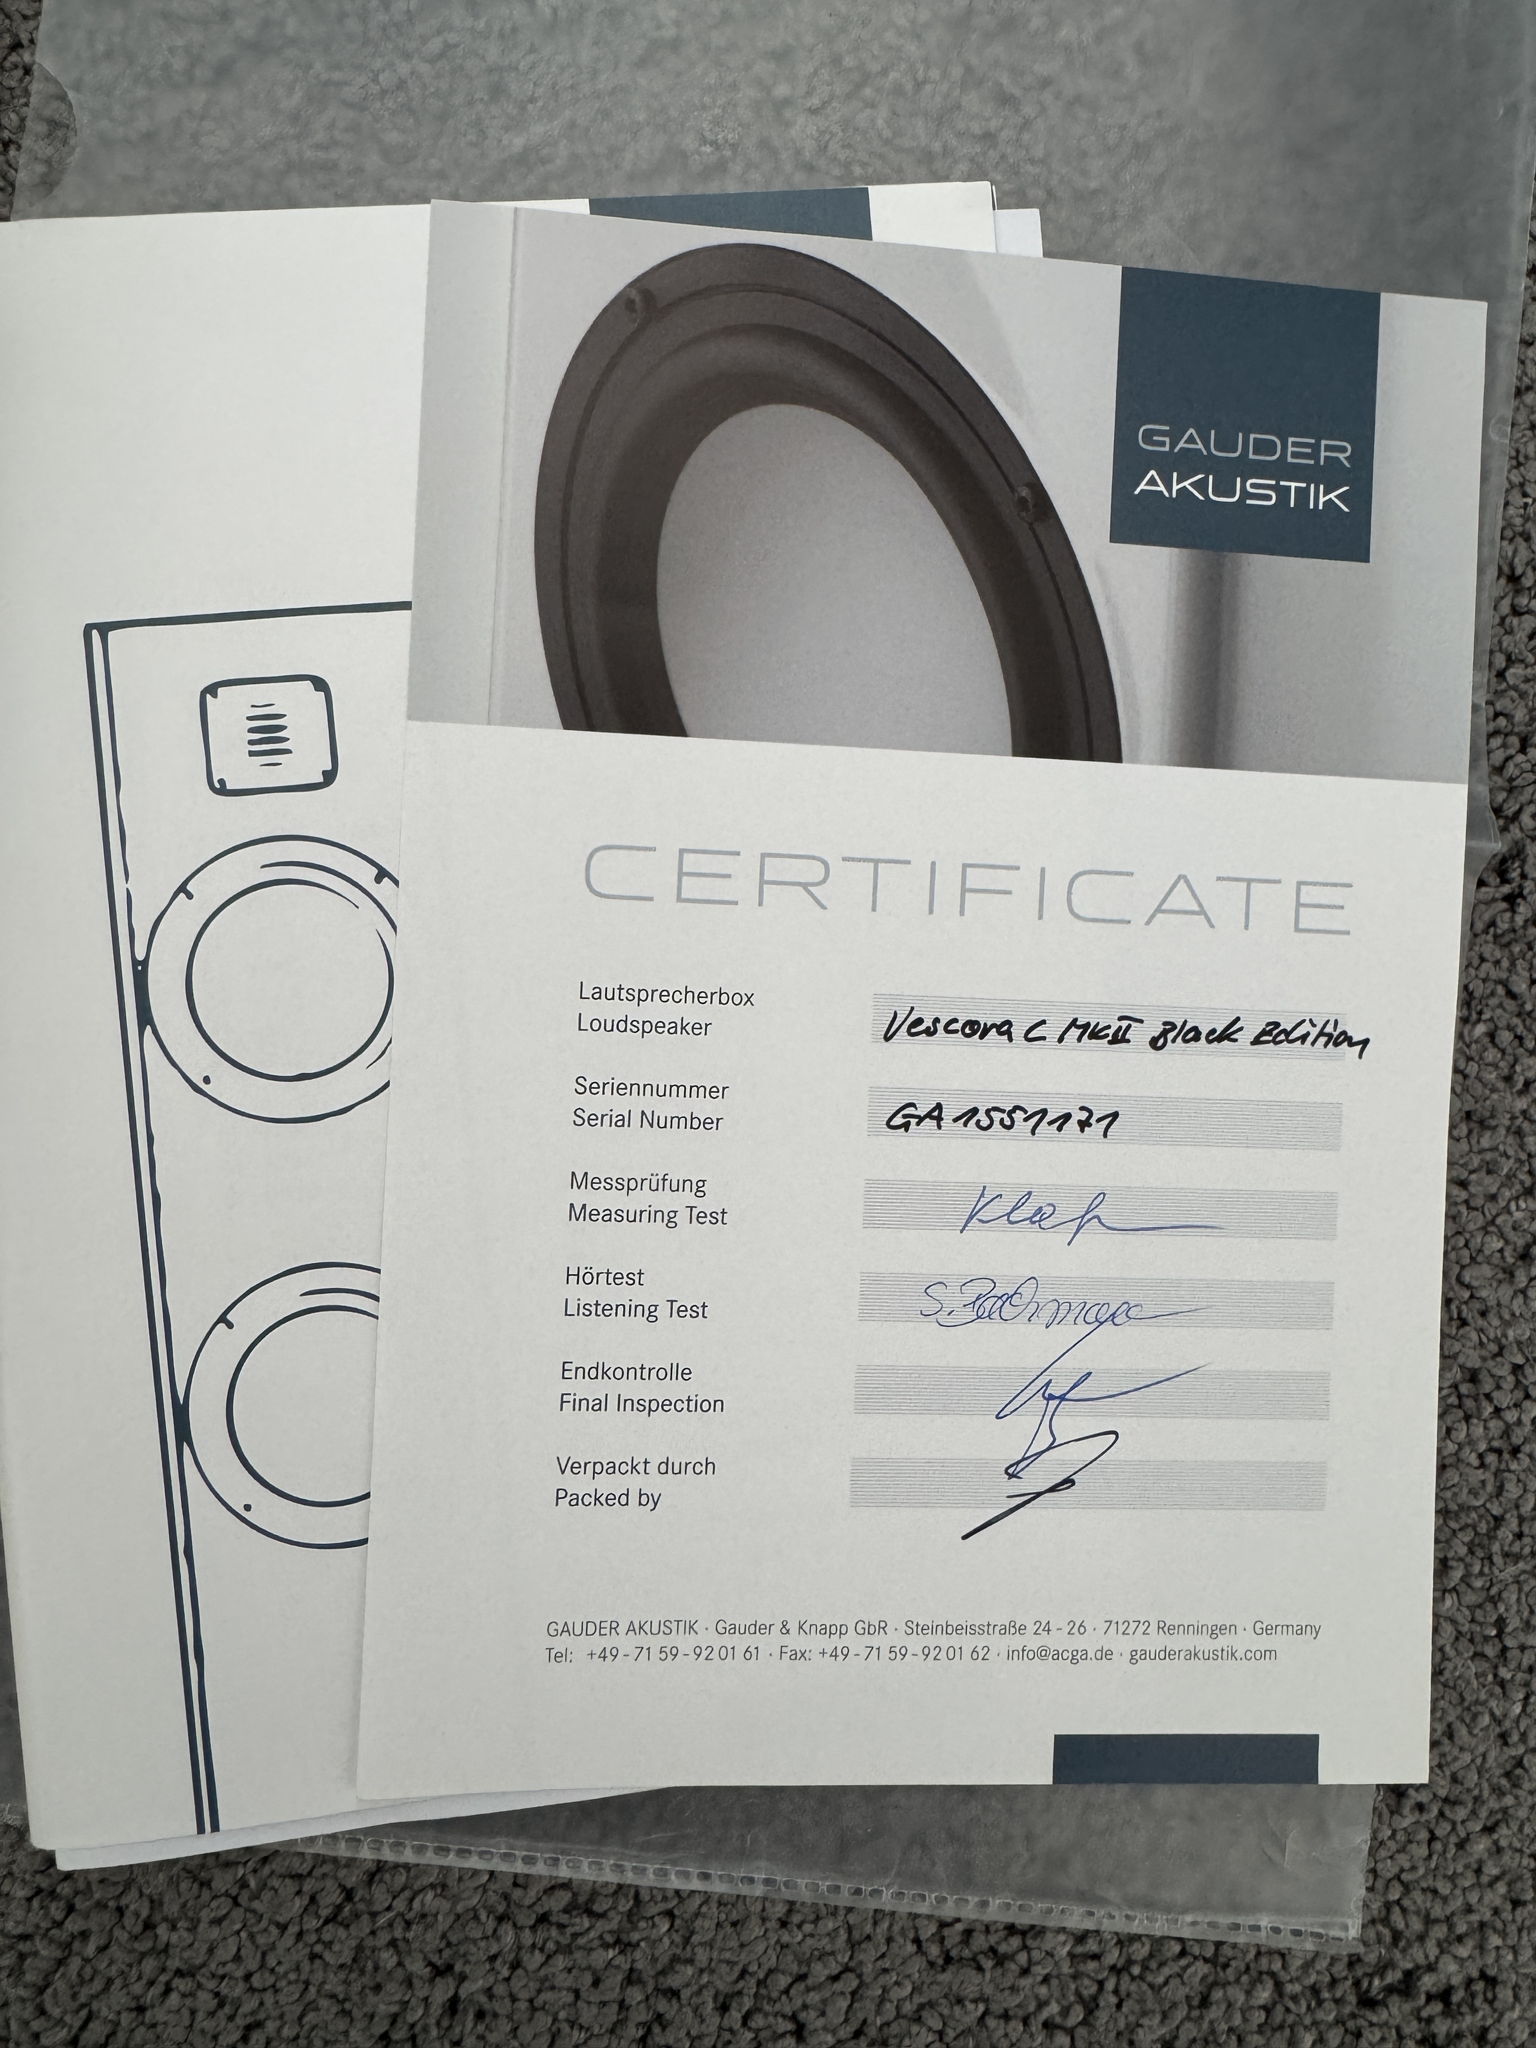 GAUDER
AKUSTIK
CERTIFICATE
Lautsprecherbox
Loudspeaker
Vescova C MKII Black Edition
Seriennummer
Serial Number
GA1551171
Messprüfung
Measuring Test
Hörtest
Listening Test
Endkontrolle
Final Inspection
Verpackt durch
Packed by
GAUDER AKUSTIK · Gauder & Knapp GbR · Steinbeisstraße 24 - 26 · 71272 Renningen · Germany
Tel: +49 - 71 59 - 92 01 61 · Fax: +49 - 71 59 - 92 01 62 · info@acga.de · gauderakustik.com